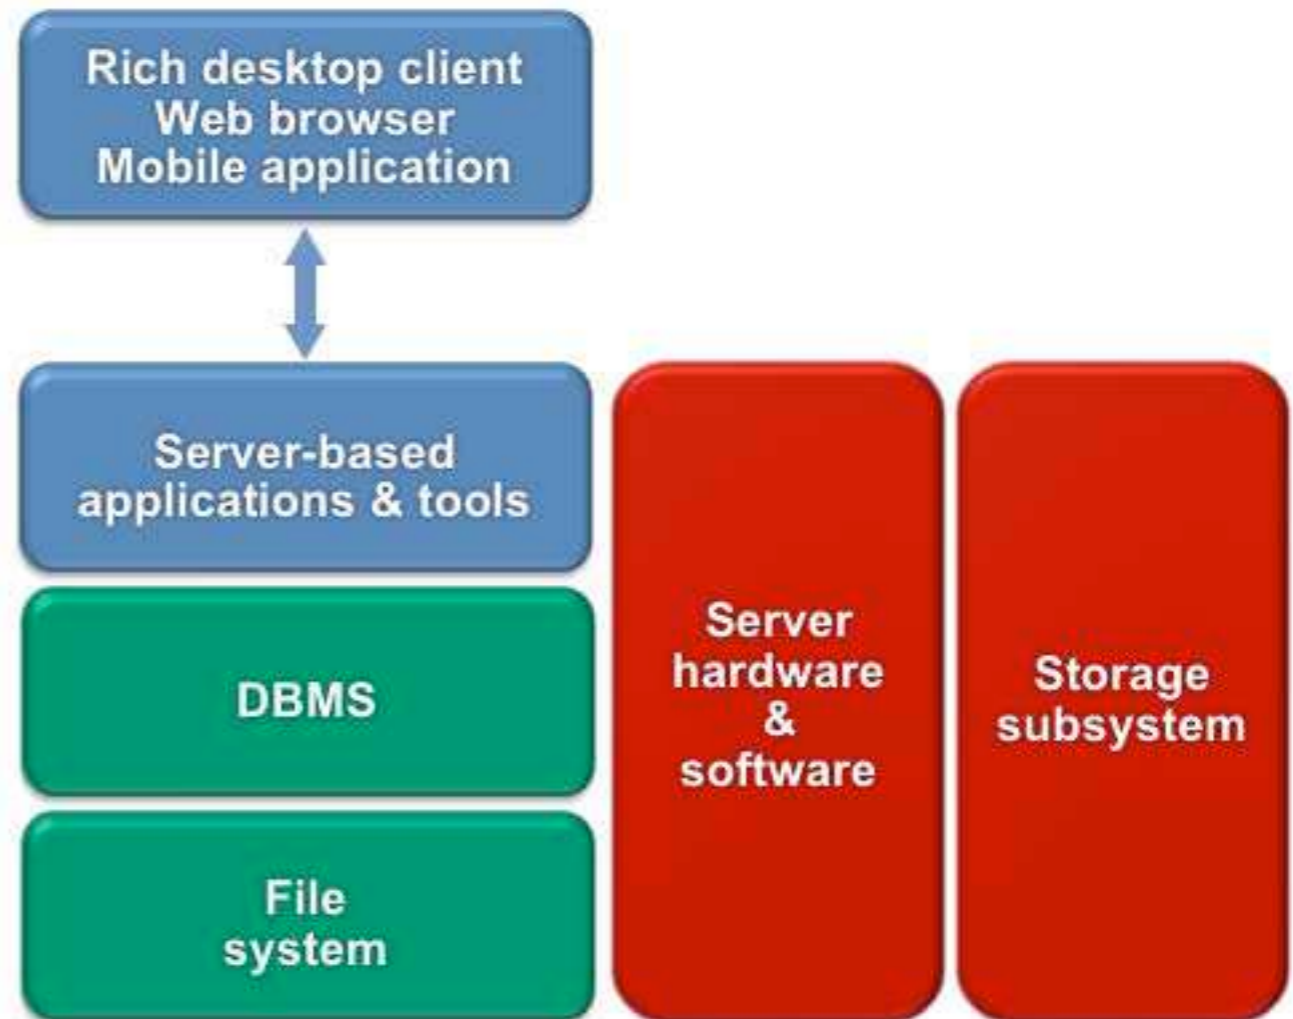 Rich desktop client
Web browser
Mobile application
Server-based
applications & tools
DBMS
File
system
Server
hardware
&
software
Storage
subsystem